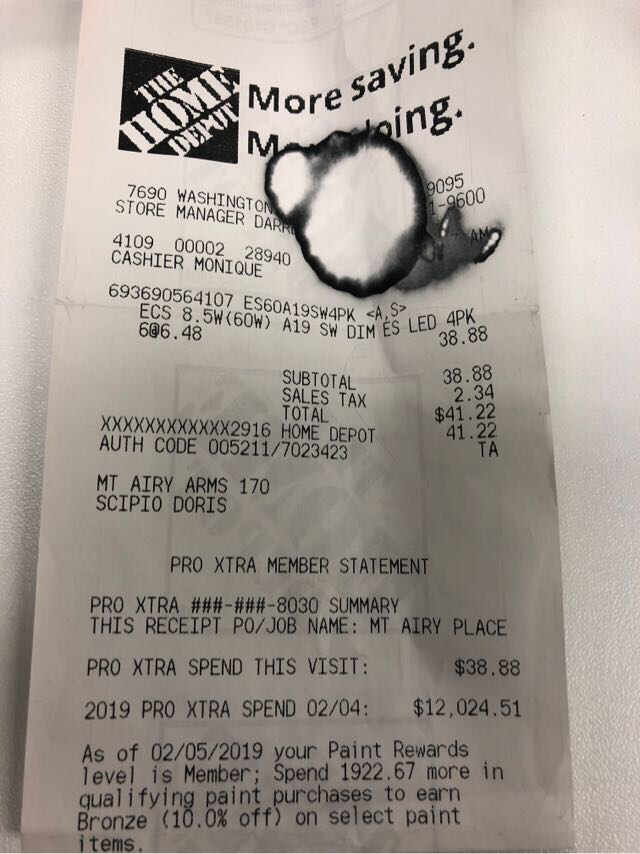 THE
HOME
DEPOT
More saving.
7690 WASHINGTON 9095
STORE MANAGER 1-9600
4109 00002 28940 AM
CASHIER MONIQUE
693690564107 ES60A19SW4PK <A,S>
ECS 8.5W(60W) A19 SW DIM ES LED 4PK
6@6.48 38.88
SUBTOTAL 38.88
SALES TAX 2.34
TOTAL $41.22
XXXXXXXXXXXX2916 HOME DEPOT 41.22
AUTH CODE 005211/7023423 TA
MT AIRY ARMS 170
SCIPIO DORIS
PRO XTRA MEMBER STATEMENT
PRO XTRA ###-###-8030 SUMMARY
THIS RECEIPT PO/JOB NAME: MT AIRY PLACE
PRO XTRA SPEND THIS VISIT: $38.88
2019 PRO XTRA SPEND 02/04: $12,024.51
As of 02/05/2019 your Paint Rewards
level is Member; Spend 1922.67 more in
qualifying paint purchases to earn
Bronze (10.0% off) on select paint
items.